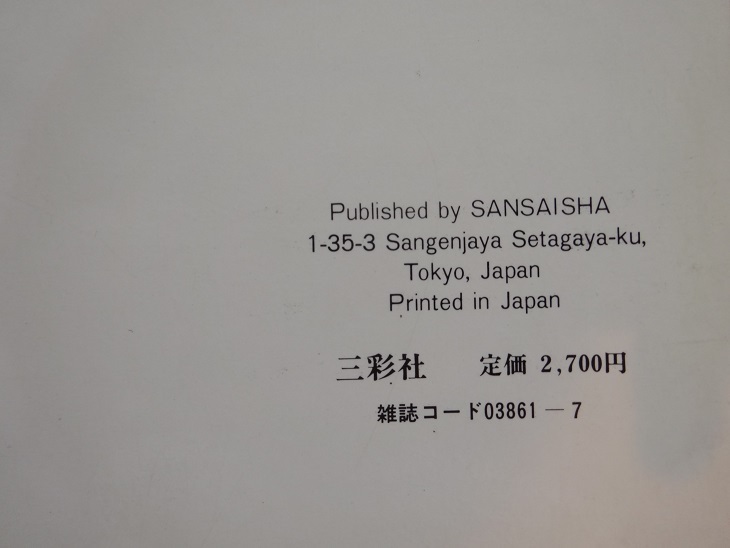 Published by SANSAISHA
1-35-3 Sangenjaya Setagaya-ku,
Tokyo, Japan
Printed in Japan
三彩社 定価 2,700円
雑誌コード03861－7